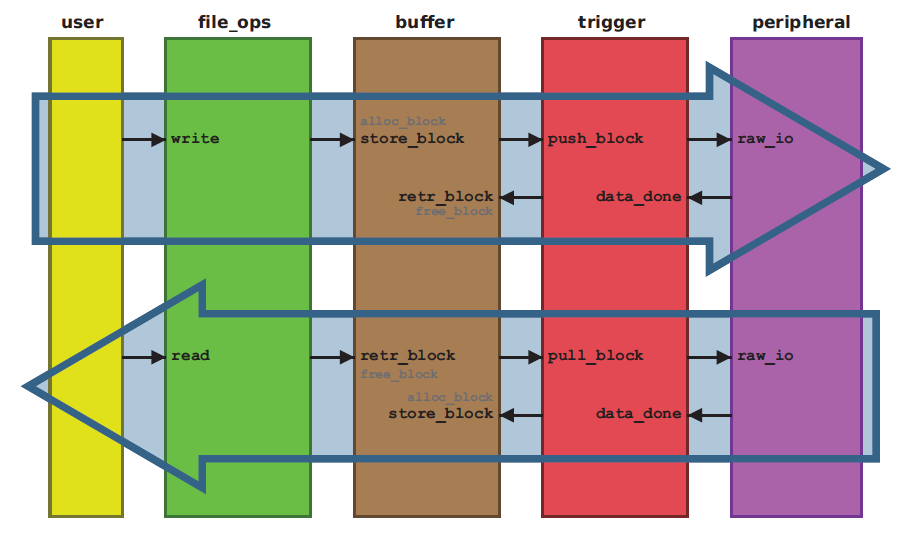 user file_ops buffer trigger peripheral
alloc_block
write store_block push_block raw_io
retr_block data_done
free_block
read retr_block pull_block raw_io
free_block
alloc_block
store_block data_done